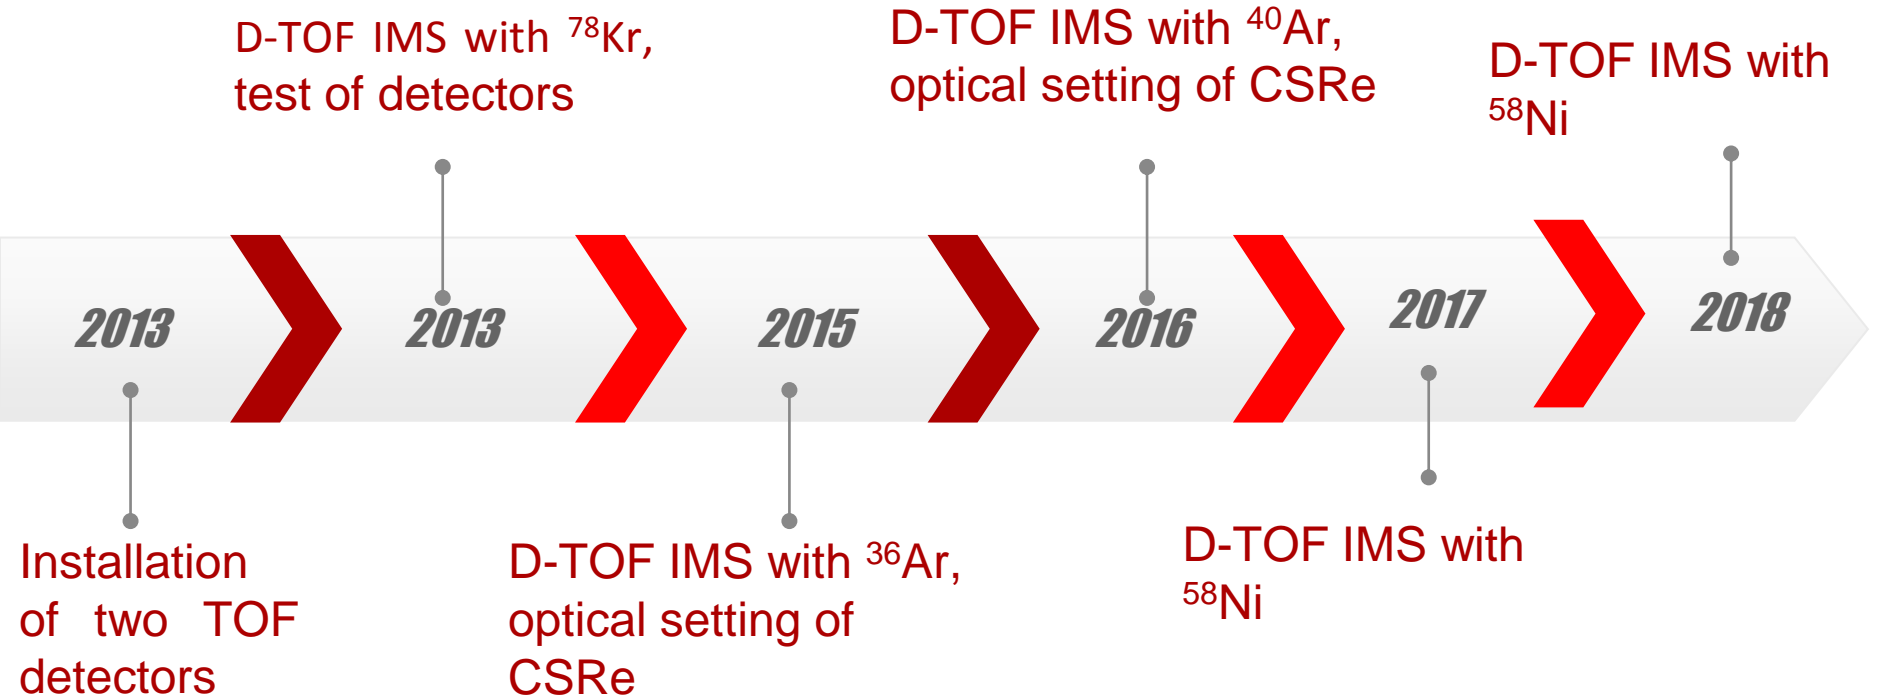 D-TOF IMS with ⁷⁸Kr,
test of detectors
D-TOF IMS with ⁴⁰Ar,
optical setting of CSRe
D-TOF IMS with
⁵⁸Ni
2013
2013
2015
2016
2017
2018
Installation
of two TOF
detectors
D-TOF IMS with ³⁶Ar,
optical setting of
CSRe
D-TOF IMS with
⁵⁸Ni